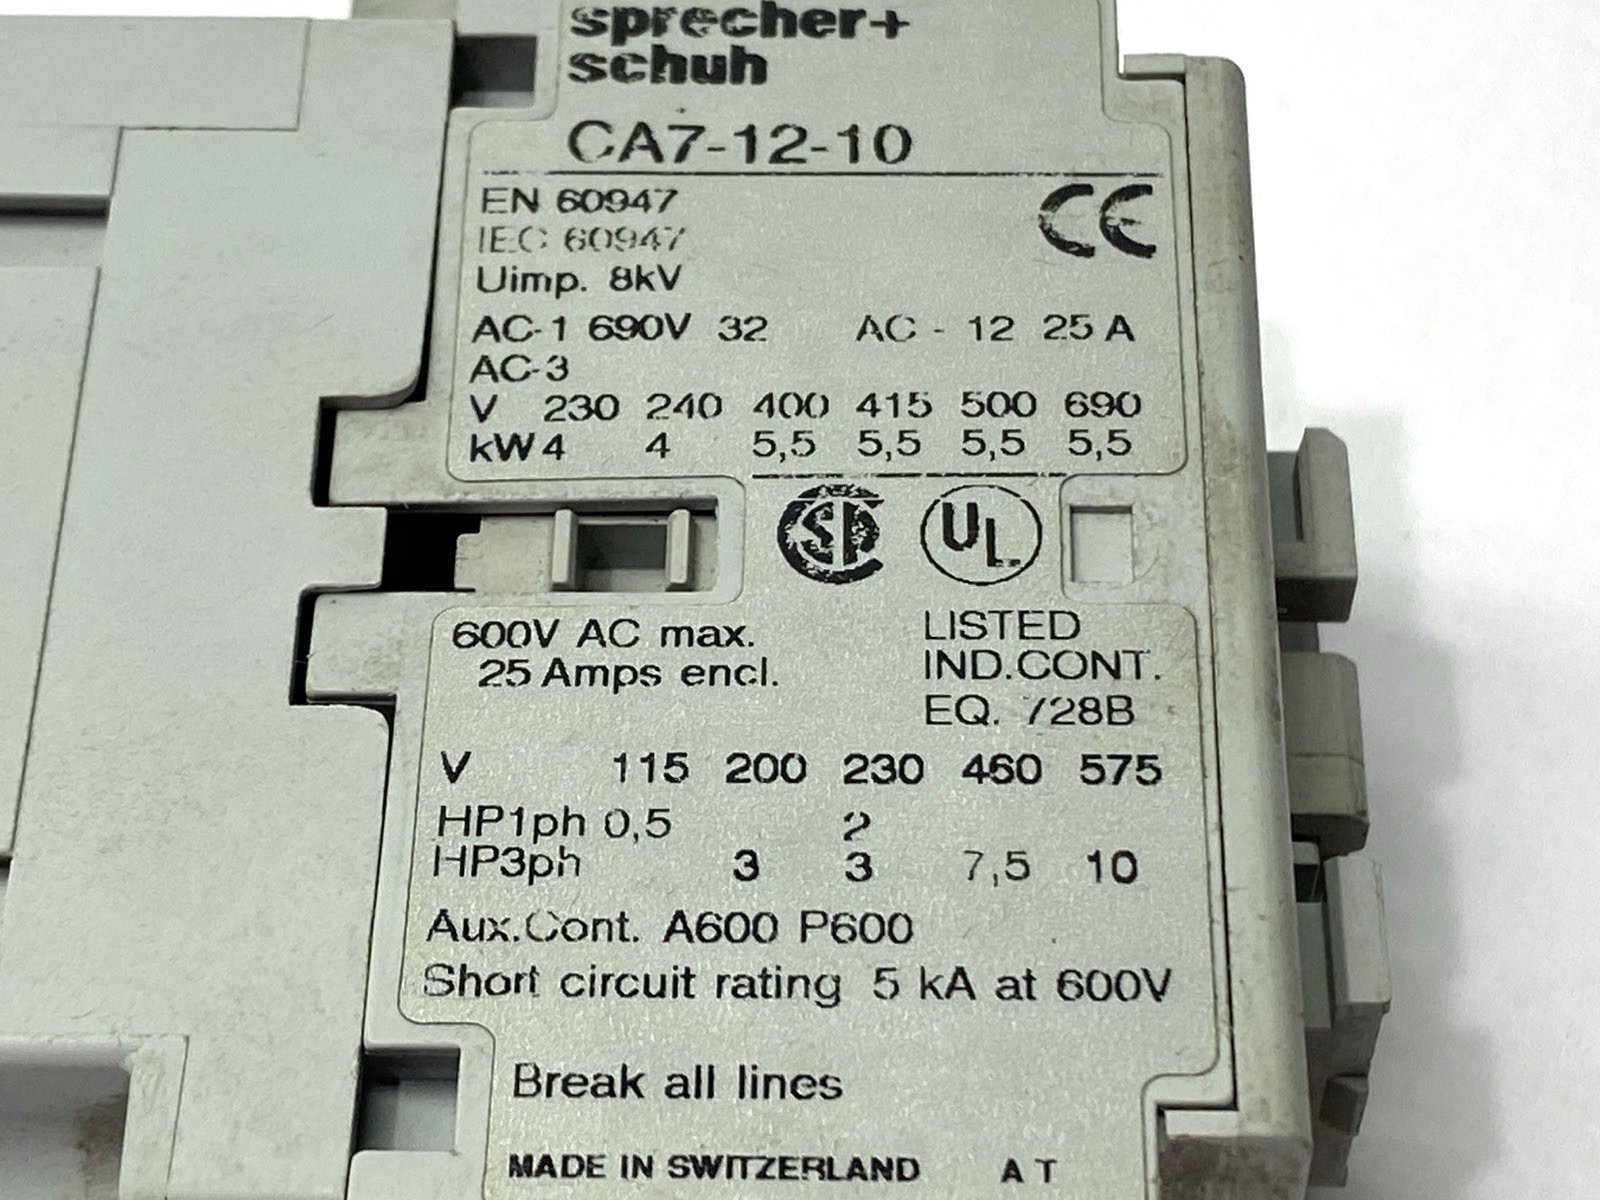 sprecher+
schuh
CA7-12-10
EN 60947
IEC 60947
CE
Uimp. 8kV
AC-1 690V 32 AC - 12 25 A
AC-3
V 230 240 400 415 500 690
kW 4 4 5,5 5,5 5,5 5,5
SP UL
600V AC max.
25 Amps encl.
LISTED
IND.CONT.
EQ. 728B
V 115 200 230 460 575
HP1ph 0,5 2
HP3ph 3 3 7,5 10
Aux.Cont. A600 P600
Short circuit rating 5 kA at 600V
Break all lines
MADE IN SWITZERLAND A T